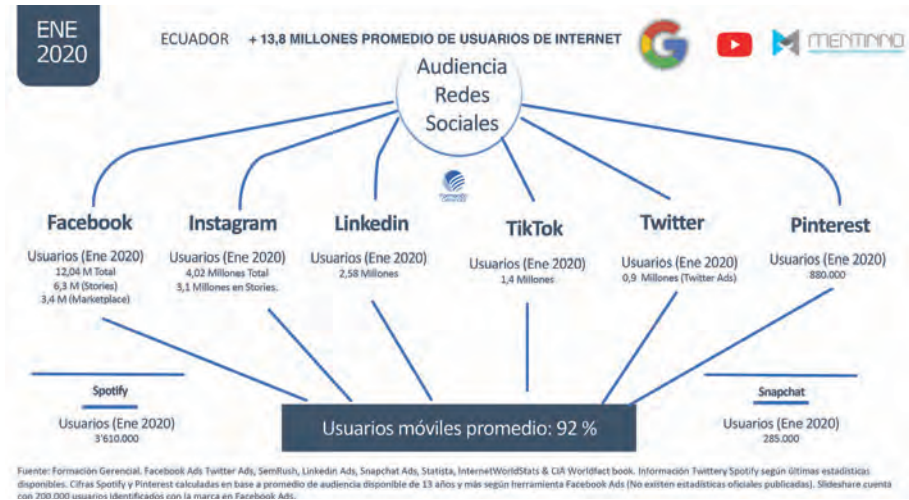 ENE
2020
ECUADOR + 13,8 MILLONES PROMEDIO DE USUARIOS DE INTERNET
MENTINNO
Audiencia
Redes
Sociales
Formación
Gerencial
Facebook
Usuarios (Ene 2020)
12,04 M Total
6,3 M (Stories)
3,4 M (Marketplace)
Instagram
Usuarios (Ene 2020)
4,02 Millones Total
3,1 Millones en Stories.
Linkedin
Usuarios (Ene 2020)
2,58 Millones
TikTok
Usuarios (Ene 2020)
1,4 Millones
Twitter
Usuarios (Ene 2020)
0,9 Millones (Twitter Ads)
Pinterest
Usuarios (Ene 2020)
880.000
Spotify
Usuarios (Ene 2020)
3'610.000
Usuarios móviles promedio: 92 %
Snapchat
Usuarios (Ene 2020)
285.000
Fuente: Formación Gerencial. Facebook Ads Twitter Ads, SemRush, Linkedin Ads, Snapchat Ads, Statista, InternetWorldStats & CIA Worldfact book. Información Twittery Spotify según últimas estadísticas
disponibles. Cifras Spotify y Pinterest calculadas en base a promedio de audiencia disponible de 13 años y más según herramienta Facebook Ads (No existen estadísticas oficiales publicadas). Slideshare cuenta
con 200.000 usuarios identificados con la marca en Facebook Ads.